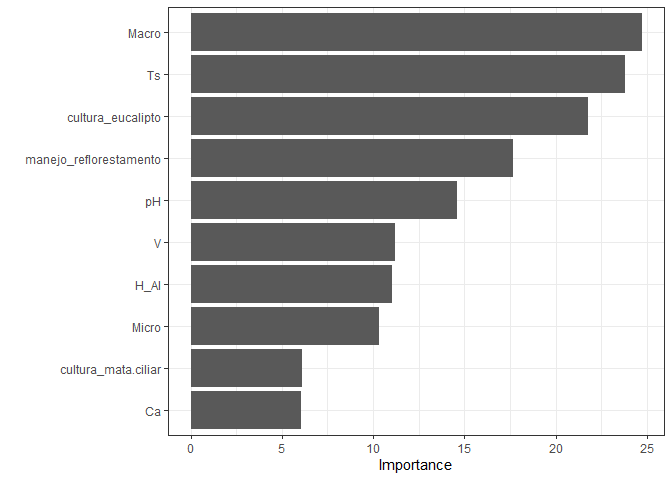 Macro
Ts
cultura_eucalipto
manejo_reflorestamento
pH
V
H_Al
Micro
cultura_mata.ciliar
Ca
0 5 10 15 20 25
Importance